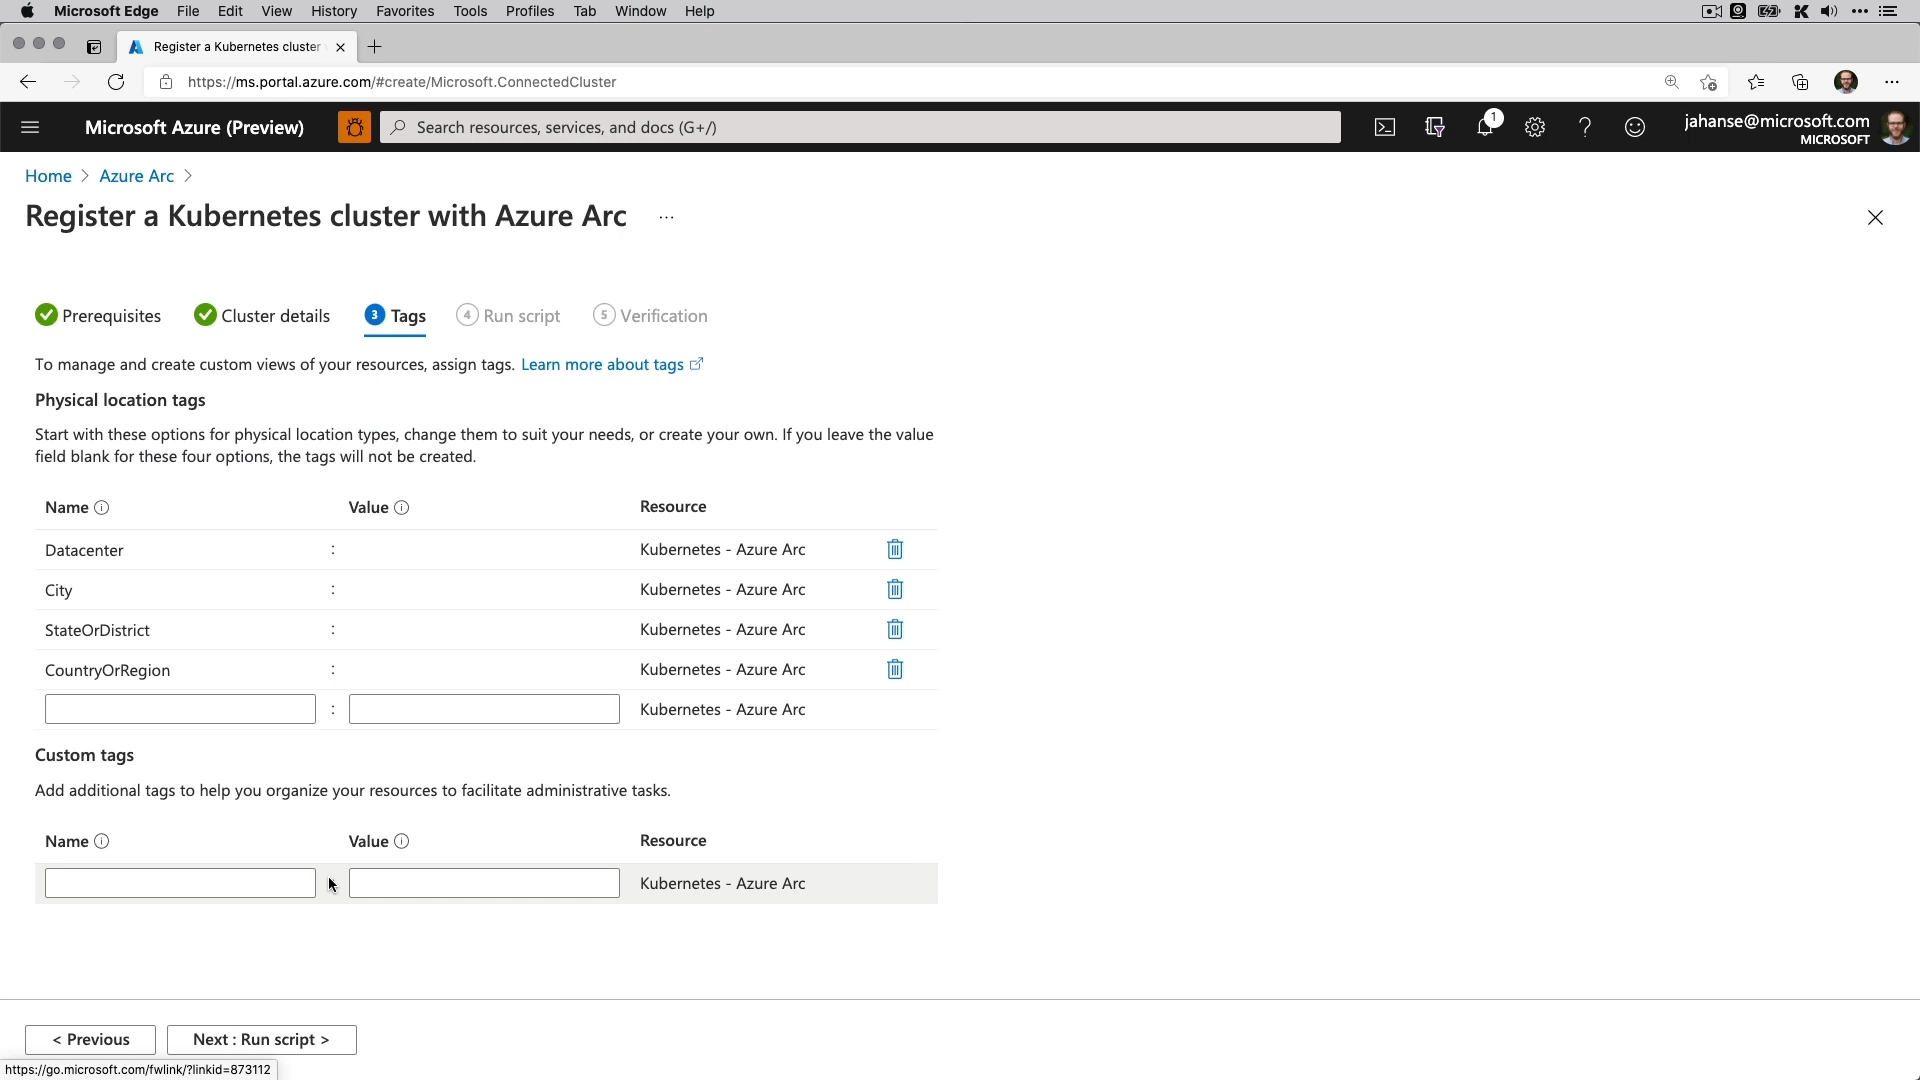 Microsoft Edge File Edit View History Favorites Tools Profiles Tab Window Help
Register a Kubernetes cluster
https://ms.portal.azure.com/#create/Microsoft.ConnectedCluster
Microsoft Azure (Preview)
Search resources, services, and docs (G+/)
1
jahanse@microsoft.com
MICROSOFT
Home > Azure Arc >
Register a Kubernetes cluster with Azure Arc ...
Prerequisites Cluster details 3 Tags 4 Run script 5 Verification
To manage and create custom views of your resources, assign tags. Learn more about tags
Physical location tags
Start with these options for physical location types, change them to suit your needs, or create your own. If you leave the value
field blank for these four options, the tags will not be created.
Name Value Resource
Datacenter : Kubernetes - Azure Arc
City : Kubernetes - Azure Arc
StateOrDistrict : Kubernetes - Azure Arc
CountryOrRegion : Kubernetes - Azure Arc
: Kubernetes - Azure Arc
Custom tags
Add additional tags to help you organize your resources to facilitate administrative tasks.
Name Value Resource
Kubernetes - Azure Arc
< Previous Next : Run script >
https://go.microsoft.com/fwlink/?linkid=873112